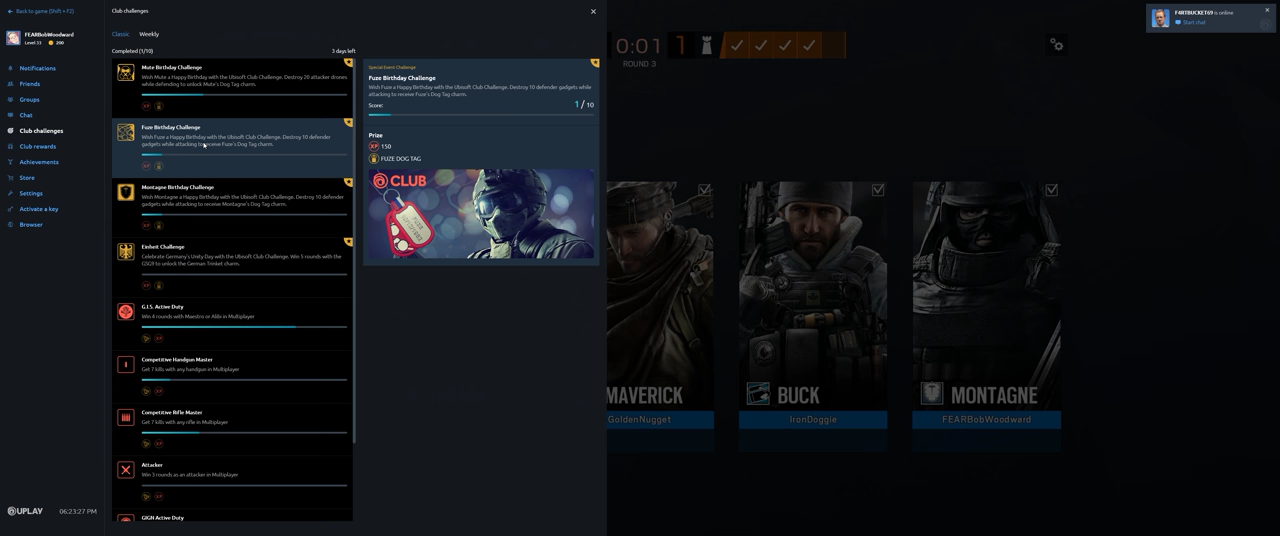 Back to game (Shift + F2)
FEARBobWoodward
Level 33 200
Notifications
Friends
Groups
Chat
Club challenges
Club rewards
Achievements
Store
Settings
Activate a key
Browser
UPLAY 06:23:27 PM
Club challenges
Classic Weekly
Completed (1/10) 3 days left
Mute Birthday Challenge
Wish Mute a Happy Birthday with the Ubisoft Club Challenge. Destroy 20 attacker drones
while defending to unlock Mute's Dog Tag charm.
XP
Fuze Birthday Challenge
Wish Fuze a Happy Birthday with the Ubisoft Club Challenge. Destroy 10 defender
gadgets while attacking to receive Fuze's Dog Tag charm.
XP
Montagne Birthday Challenge
Wish Montagne a Happy Birthday with the Ubisoft Club Challenge. Destroy 10 defender
gadgets while attacking to receive Montagne's Dog Tag charm.
XP
Einheit Challenge
Celebrate Germany's Unity Day with the Ubisoft Club Challenge. Win 5 rounds with the
GSG9 to unlock the German Trinket charm.
XP
G.I.S. Active Duty
Win 4 rounds with Maestro or Alibi in Multiplayer
XP
Competitive Handgun Master
Get 7 kills with any handgun in Multiplayer
XP
Competitive Rifle Master
Get 7 kills with any rifle in Multiplayer
XP
Attacker
Win 3 rounds as an attacker in Multiplayer
XP
GIGN Active Duty
Special Event Challenge
Fuze Birthday Challenge
Wish Fuze a Happy Birthday with the Ubisoft Club Challenge. Destroy 10 defender gadgets while
attacking to receive Fuze's Dog Tag charm.
Score: 1 / 10
Prize
XP 150
FUZE DOG TAG
CLUB
0:01 1
ROUND 3
MAVERICK
GoldenNugget
BUCK
IronDoggie
MONTAGNE
FEARBobWoodward
F4RTBUCKET69 is online
Start chat